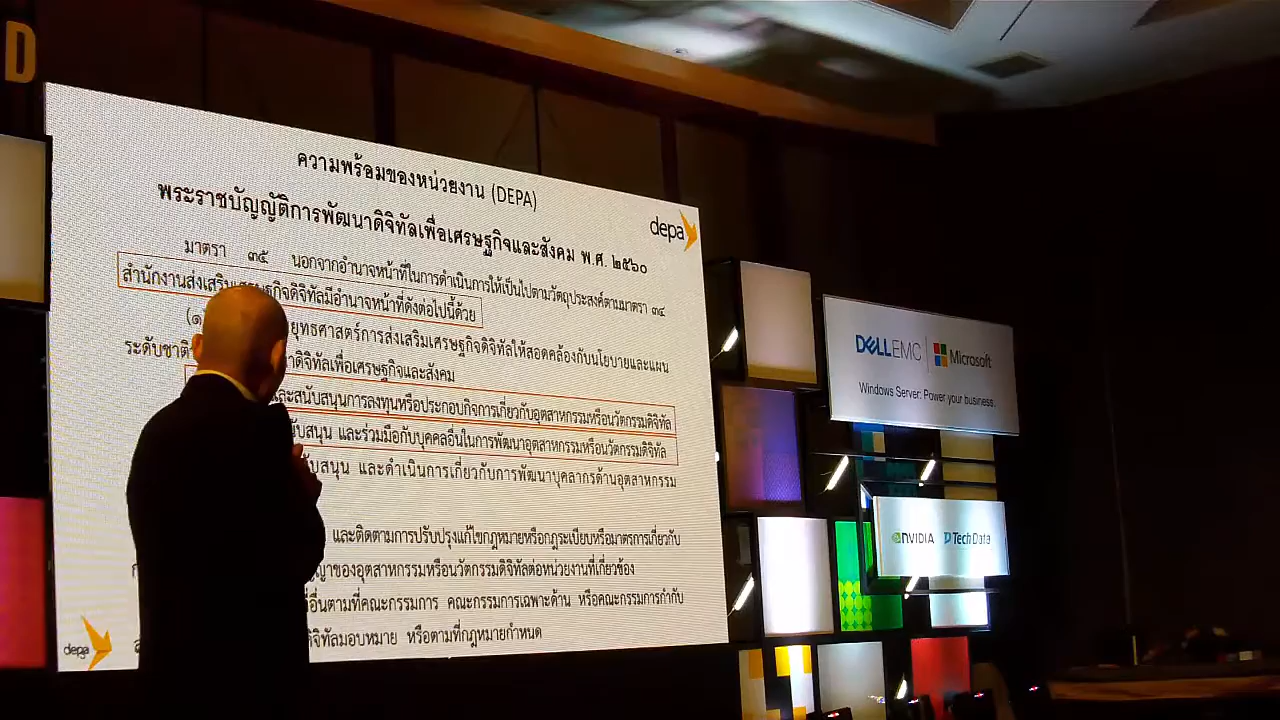 D
ความพร้อมของหน่วยงาน (DEPA)
พระราชบัญญัติการพัฒนาดิจิทัลเพื่อเศรษฐกิจและสังคม พ.ศ. ๒๕๖๐
depa
มาตรา ๓๕ นอกจากอำนาจหน้าที่ในการดำเนินการให้เป็นไปตามวัตถุประสงค์ตามมาตรา ๓๔
สำนักงานส่งเสริมเศรษฐกิจดิจิทัลมีอำนาจหน้าที่ดังต่อไปนี้ด้วย
(๑) ยุทธศาสตร์การส่งเสริมเศรษฐกิจดิจิทัลให้สอดคล้องกับนโยบายและแผน
ระดับชาติ ดิจิทัลเพื่อเศรษฐกิจและสังคม
และสนับสนุนการลงทุนหรือประกอบกิจการเกี่ยวกับอุตสาหกรรมหรือนวัตกรรมดิจิทัล
สนับสนุน และร่วมมือกับบุคคลอื่นในการพัฒนาอุตสาหกรรมหรือนวัตกรรมดิจิทัล
สนับสนุน และดำเนินการเกี่ยวกับการพัฒนาบุคลากรด้านอุตสาหกรรม
และติดตามการปรับปรุงแก้ไขกฎหมายหรือกฎระเบียบหรือมาตรการเกี่ยวกับ
ของอุตสาหกรรมหรือนวัตกรรมดิจิทัลต่อหน่วยงานที่เกี่ยวข้อง
อื่นตามที่คณะกรรมการ คณะกรรมการเฉพาะด้าน หรือคณะกรรมการกำกับ
ดิจิทัลมอบหมาย หรือตามที่กฎหมายกำหนด
depa
DELLEMC Microsoft
Windows Server: Power your business.
nVIDIA Tech Data